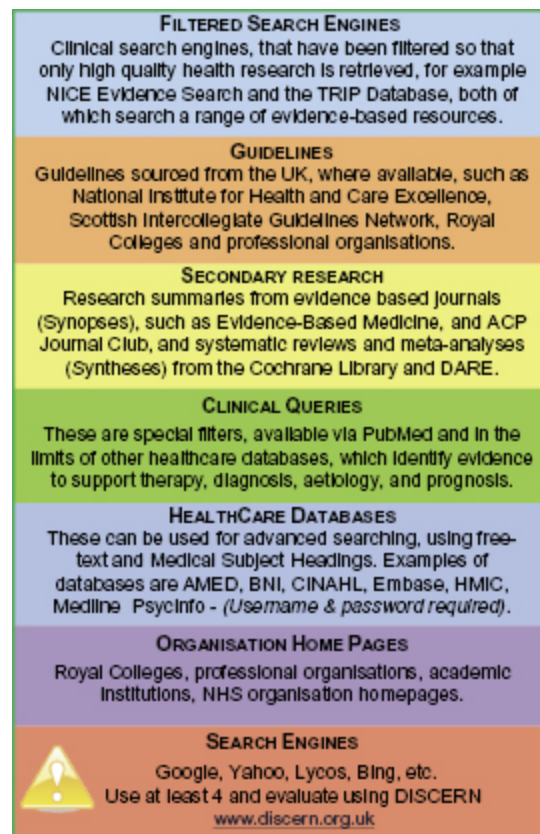 FILTERED SEARCH ENGINES
Clinical search engines, that have been filtered so that
only high quality health research is retrieved, for example
NICE Evidence Search and the TRIP Database, both of
which search a range of evidence-based resources.
GUIDELINES
Guidelines sourced from the UK, where available, such as
National Institute for Health and Care Excellence,
Scottish Intercollegiate Guidelines Network, Royal
Colleges and professional organisations.
SECONDARY RESEARCH
Research summaries from evidence based journals
(Synopses), such as Evidence-Based Medicine, and ACP
Journal Club, and systematic reviews and meta-analyses
(Syntheses) from the Cochrane Library and DARE.
CLINICAL QUERIES
These are special filters, available via PubMed and in the
limits of other healthcare databases, which identify evidence
to support therapy, diagnosis, aetiology, and prognosis.
HEALTHCARE DATABASES
These can be used for advanced searching, using free-
text and Medical Subject Headings. Examples of
databases are AMED, BNI, CINAHL, Embase, HMIC,
Medline PsycInfo - (Username & password required).
ORGANISATION HOME PAGES
Royal Colleges, professional organisations, academic
institutions, NHS organisation homepages.
SEARCH ENGINES
Google, Yahoo, Lycos, Bing, etc.
Use at least 4 and evaluate using DISCERN
www.discern.org.uk